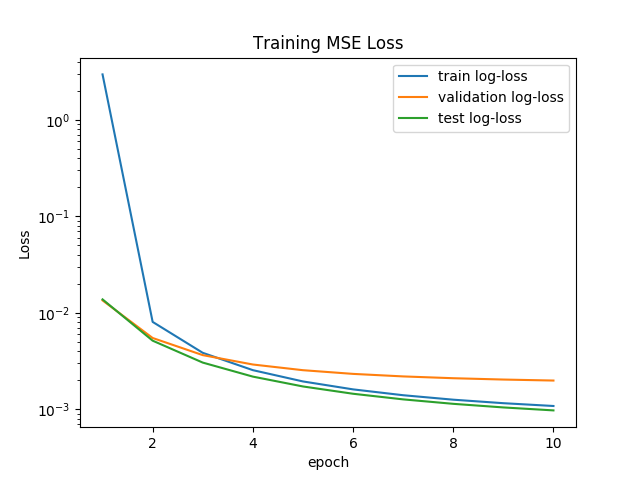 Training MSE Loss
train log-loss
validation log-loss
test log-loss
10⁰
10⁻¹
10⁻²
10⁻³
Loss
2 4 6 8 10
epoch